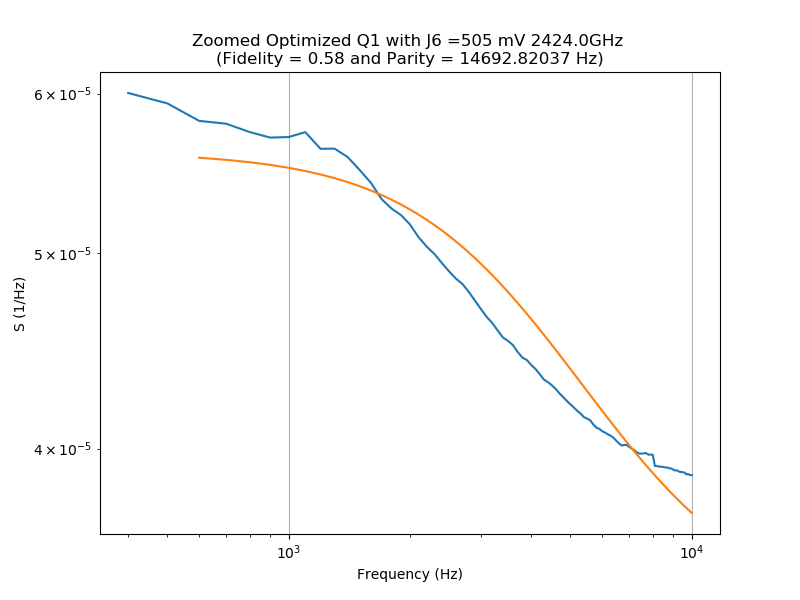 Zoomed Optimized Q1 with J6 =505 mV 2424.0GHz
(Fidelity = 0.58 and Parity = 14692.82037 Hz)
6 × 10⁻⁵
5 × 10⁻⁵
4 × 10⁻⁵
S (1/Hz)
10³
10⁴
Frequency (Hz)